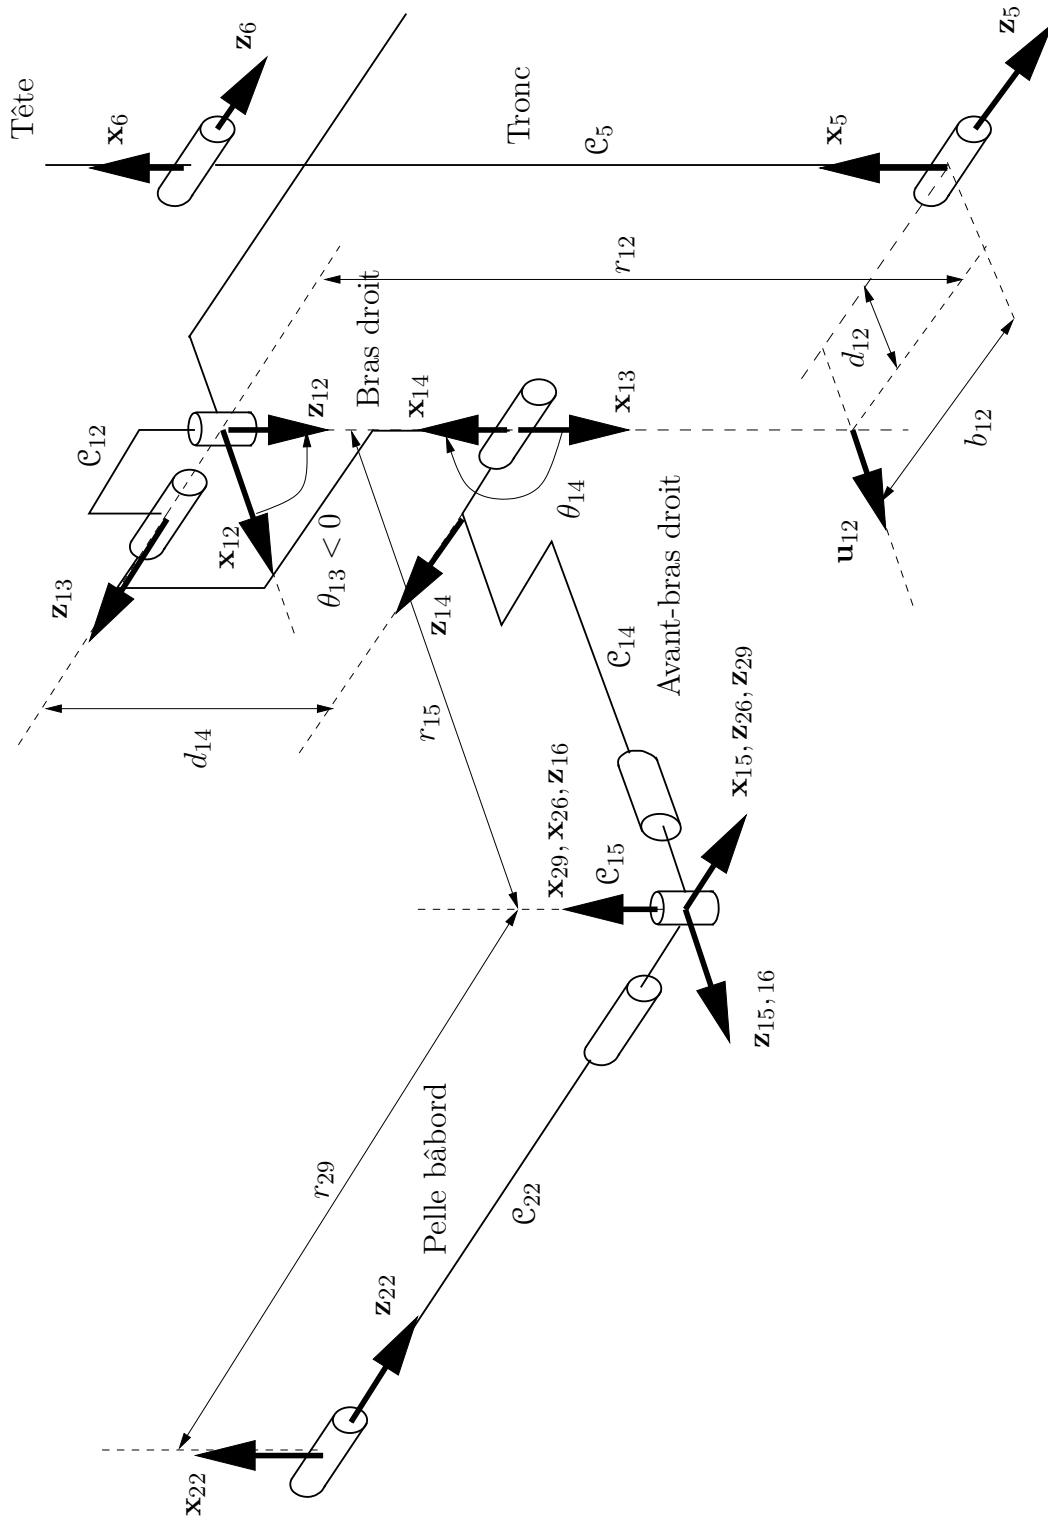 Tête
z6
x6
z5
Tronc
C5
x5
r12
Bras droit
d12
b12
u12
C12
z12
x14
x13
x12
z13
θ13 < 0
θ14
z14
Avant-bras droit
C14
d14
r15
x29, x26, z16
C15
x15, z26, z29
z15,16
r29
Pelle bâbord
C22
z22
x22